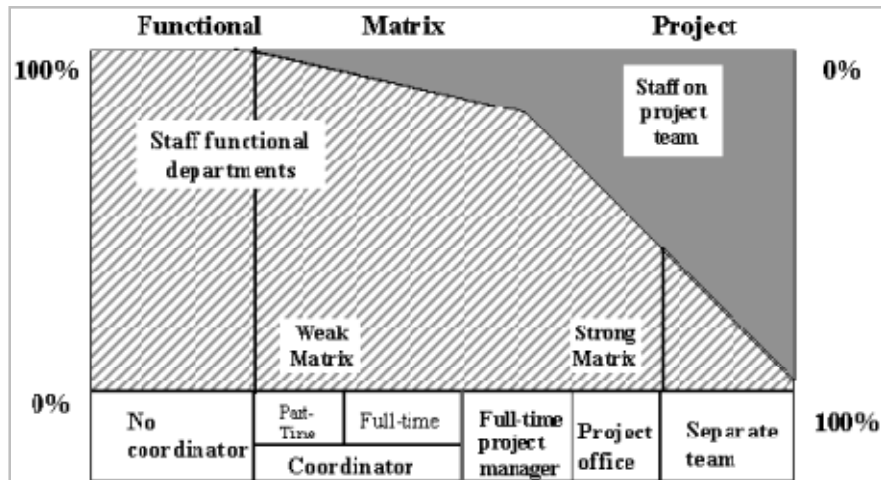 Functional Matrix Project
100% 0%
Staff on
project
team
Staff functional
departments
Weak
Matrix
Strong
Matrix
0% 100%
No
coordinator
Part-
Time
Full-time
Coordinator
Full-time
project
manager
Project
office
Separate
team